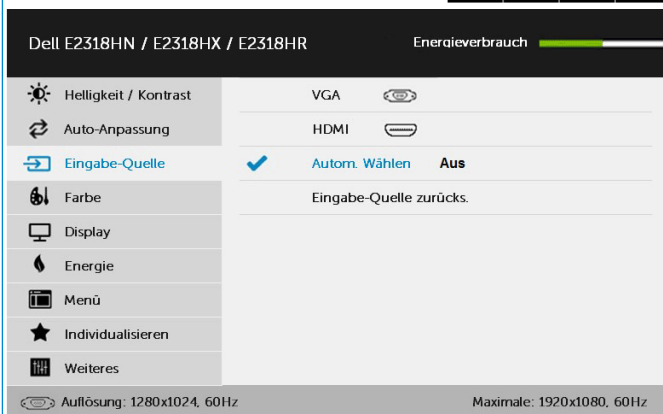 Dell E2318HN / E2318HX / E2318HR Energieverbrauch
Helligkeit / Kontrast VGA
Auto-Anpassung HDMI
Eingabe-Quelle Autom. Wählen Aus
Farbe Eingabe-Quelle zurücks.
Display
Energie
Menü
Individualisieren
Weiteres
Auflösung: 1280x1024, 60Hz Maximale: 1920x1080, 60Hz